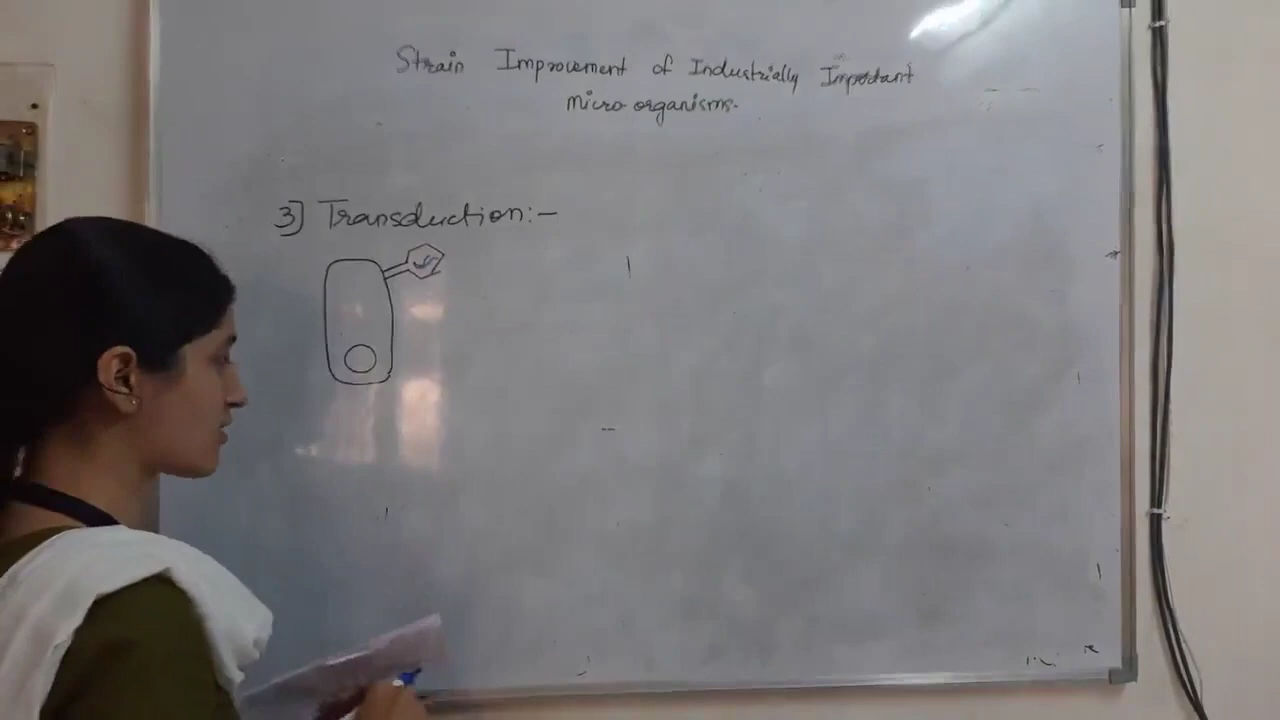 Strain Improvement of Industrially Important
Micro organisms.
3] Transduction:-